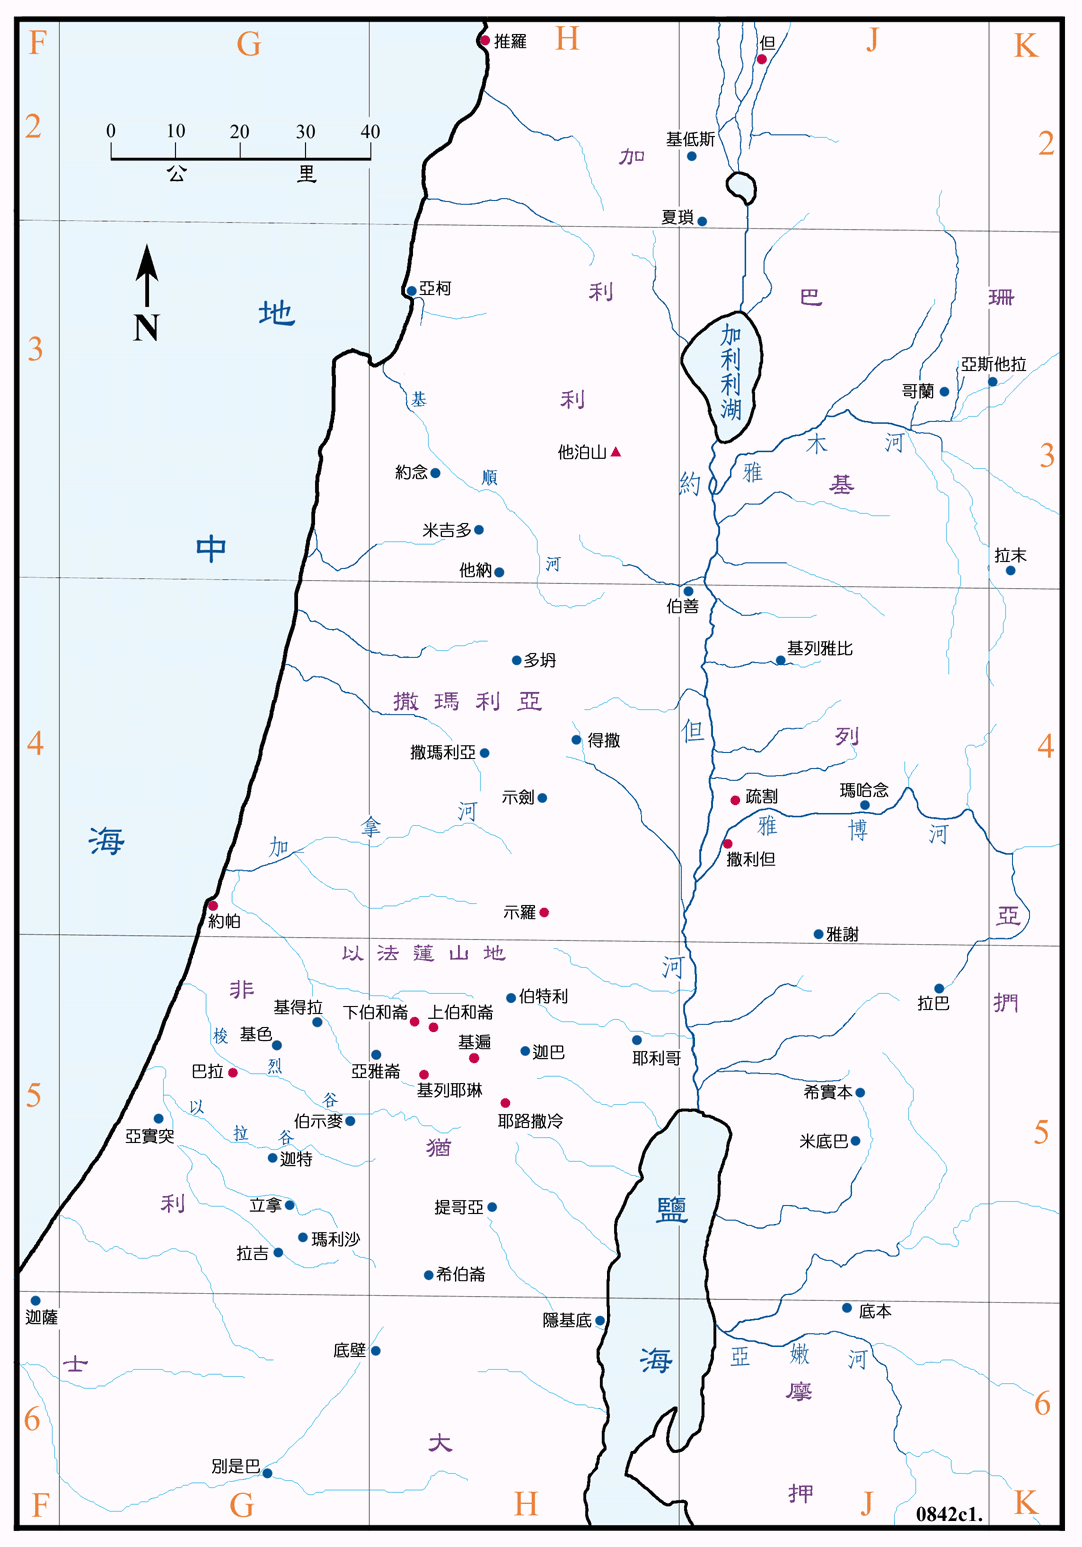 F G H J K
推羅
但
2
0 10 20 30 40
公里
基低斯
加
2
夏瑣
N
亞柯
利
巴
珊
地
3
加利利湖
亞斯他拉
哥蘭
基順河
利
他泊山
約但河
雅木河
3
約念
基
米吉多
他納
拉末
中
伯善
多坍
基列雅比
撒瑪利亞
得撒
列
4
撒瑪利亞
4
示劍
疏割
瑪哈念
海
加拿河
雅博河
撒利但
約帕
示羅
亞
雅謝
以法蓮山地
非
伯特利
拉巴
捫
基得拉
下伯和崙
上伯和崙
梭烈谷
基色
基遍
亞雅崙
迦巴
耶利哥
巴拉
基列耶琳
希實本
5
以拉谷
耶路撒冷
亞實突
伯示麥
米底巴
5
猶
迦特
利
立拿
提哥亞
鹽
瑪利沙
拉吉
希伯崙
迦薩
隱基底
底本
士
底壁
海
亞嫩河
摩
6
大
6
別是巴
押
F G H J K
0842c1.